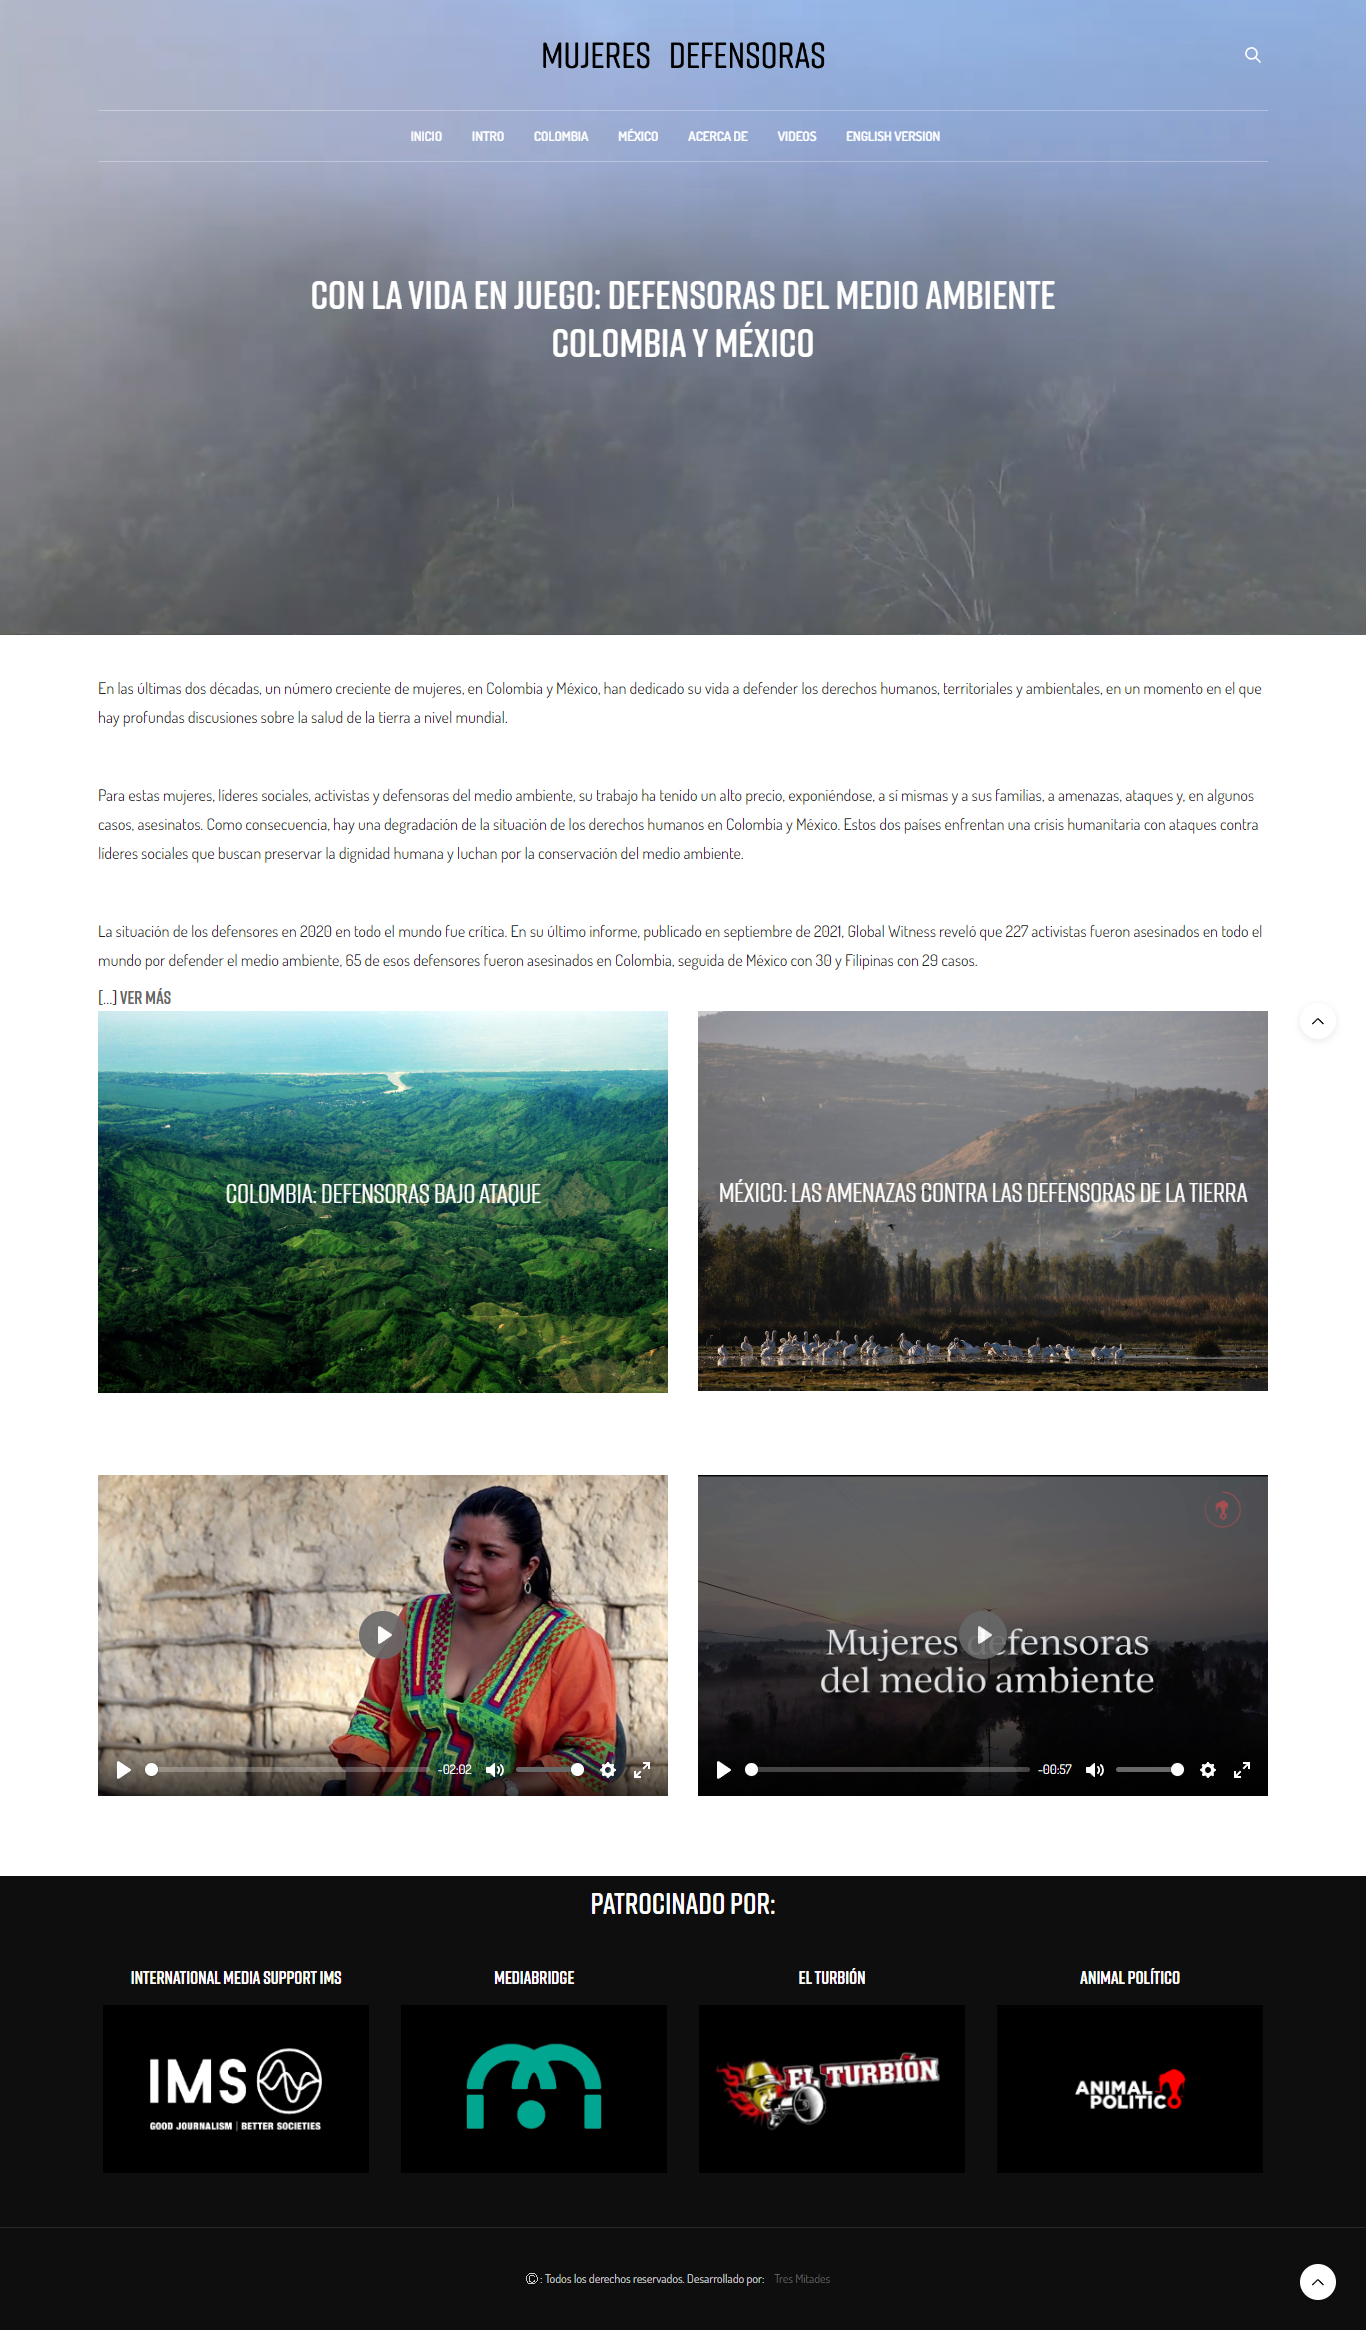 MUJERES DEFENSORAS
INICIO INTRO COLOMBIA MÉXICO ACERCA DE VIDEOS ENGLISH VERSION
CON LA VIDA EN JUEGO: DEFENSORAS DEL MEDIO AMBIENTE
COLOMBIA Y MÉXICO
En las últimas dos décadas, un número creciente de mujeres, en Colombia y México, han dedicado su vida a defender los derechos humanos, territoriales y ambientales, en un momento en el que
hay profundas discusiones sobre la salud de la tierra a nivel mundial.
Para estas mujeres, líderes sociales, activistas y defensoras del medio ambiente, su trabajo ha tenido un alto precio, exponiéndose, a sí mismas y a sus familias, a amenazas, ataques y, en algunos
casos, asesinatos. Como consecuencia, hay una degradación de la situación de los derechos humanos en Colombia y México. Estos dos países enfrentan una crisis humanitaria con ataques contra
líderes sociales que buscan preservar la dignidad humana y luchan por la conservación del medio ambiente.
La situación de los defensores en 2020 en todo el mundo fue crítica. En su último informe, publicado en septiembre de 2021, Global Witness reveló que 227 activistas fueron asesinados en todo el
mundo por defender el medio ambiente, 65 de esos defensores fueron asesinados en Colombia, seguida de México con 30 y Filipinas con 29 casos.
[...] VER MÁS
COLOMBIA: DEFENSORAS BAJO ATAQUE
MÉXICO: LAS AMENAZAS CONTRA LAS DEFENSORAS DE LA TIERRA
Mujeres defensoras
del medio ambiente
-02:02
-00:57
PATROCINADO POR:
INTERNATIONAL MEDIA SUPPORT IMS
MEDIABRIDGE
EL TURBIÓN
ANIMAL POLÍTICO
IMS
GOOD JOURNALISM | BETTER SOCIETIES
EL TURBIÓN
ANIMAL
POLITICO
© : Todos los derechos reservados. Desarrollado por: Tres Mitades